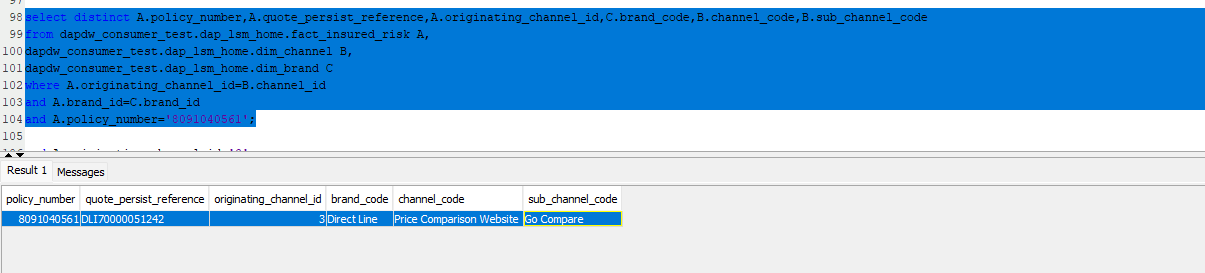 97
98 select distinct A.policy_number,A.quote_persist_reference,A.originating_channel_id,C.brand_code,B.channel_code,B.sub_channel_code
99 from dapdw_consumer_test.dap_lsm_home.fact_insured_risk A,
100 dapdw_consumer_test.dap_lsm_home.dim_channel B,
101 dapdw_consumer_test.dap_lsm_home.dim_brand C
102 where A.originating_channel_id=B.channel_id
103 and A.brand_id=C.brand_id
104 and A.policy_number='8091040561';
105
Result 1 Messages
policy_number quote_persist_reference originating_channel_id brand_code channel_code sub_channel_code
8091040561 DLI70000051242 3 Direct Line Price Comparison Website Go Compare